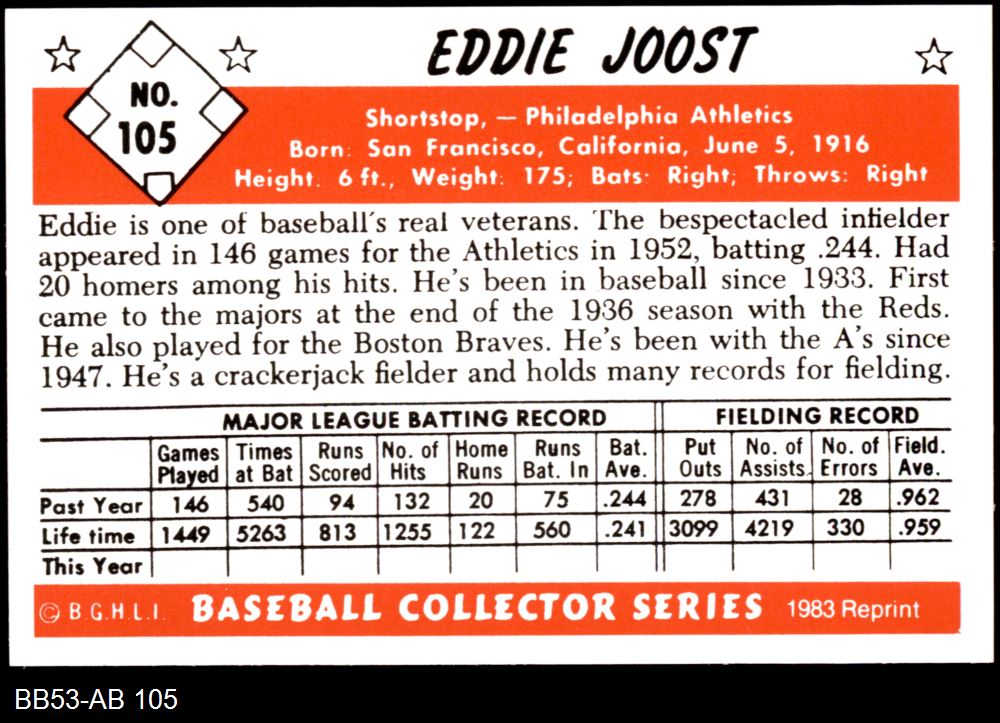 EDDIE JOOST
NO.
105
Shortstop, — Philadelphia Athletics
Born: San Francisco, California, June 5, 1916
Height: 6 ft., Weight: 175; Bats: Right; Throws: Right
Eddie is one of baseball's real veterans. The bespectacled infielder
appeared in 146 games for the Athletics in 1952, batting .244. Had
20 homers among his hits. He's been in baseball since 1933. First
came to the majors at the end of the 1936 season with the Reds.
He also played for the Boston Braves. He's been with the A's since
1947. He's a crackerjack fielder and holds many records for fielding.
MAJOR LEAGUE BATTING RECORD FIELDING RECORD
Games Times Runs No. of Home Runs Bat. Put No. of No. of Field.
Played at Bat Scored Hits Runs Bat. In Ave. Outs Assists Errors Ave.
Past Year 146 540 94 132 20 75 .244 278 431 28 .962
Life time 1449 5263 813 1255 122 560 .241 3099 4219 330 .959
This Year
© B.G.H.L.I. BASEBALL COLLECTOR SERIES 1983 Reprint
BB53-AB 105